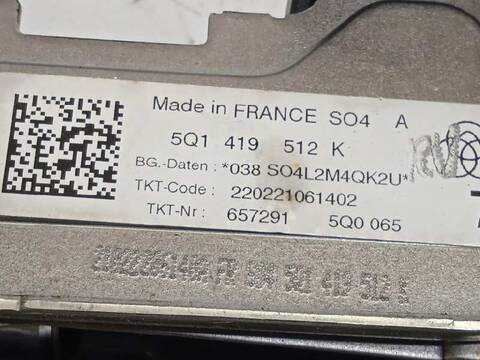 Made in FRANCE SO4 A
5Q1 419 512 K
BG.-Daten : *038 SO4L2M4QK2U*
TKT-Code : 220221061402
TKT-Nr : 657291 5Q0 065
RV